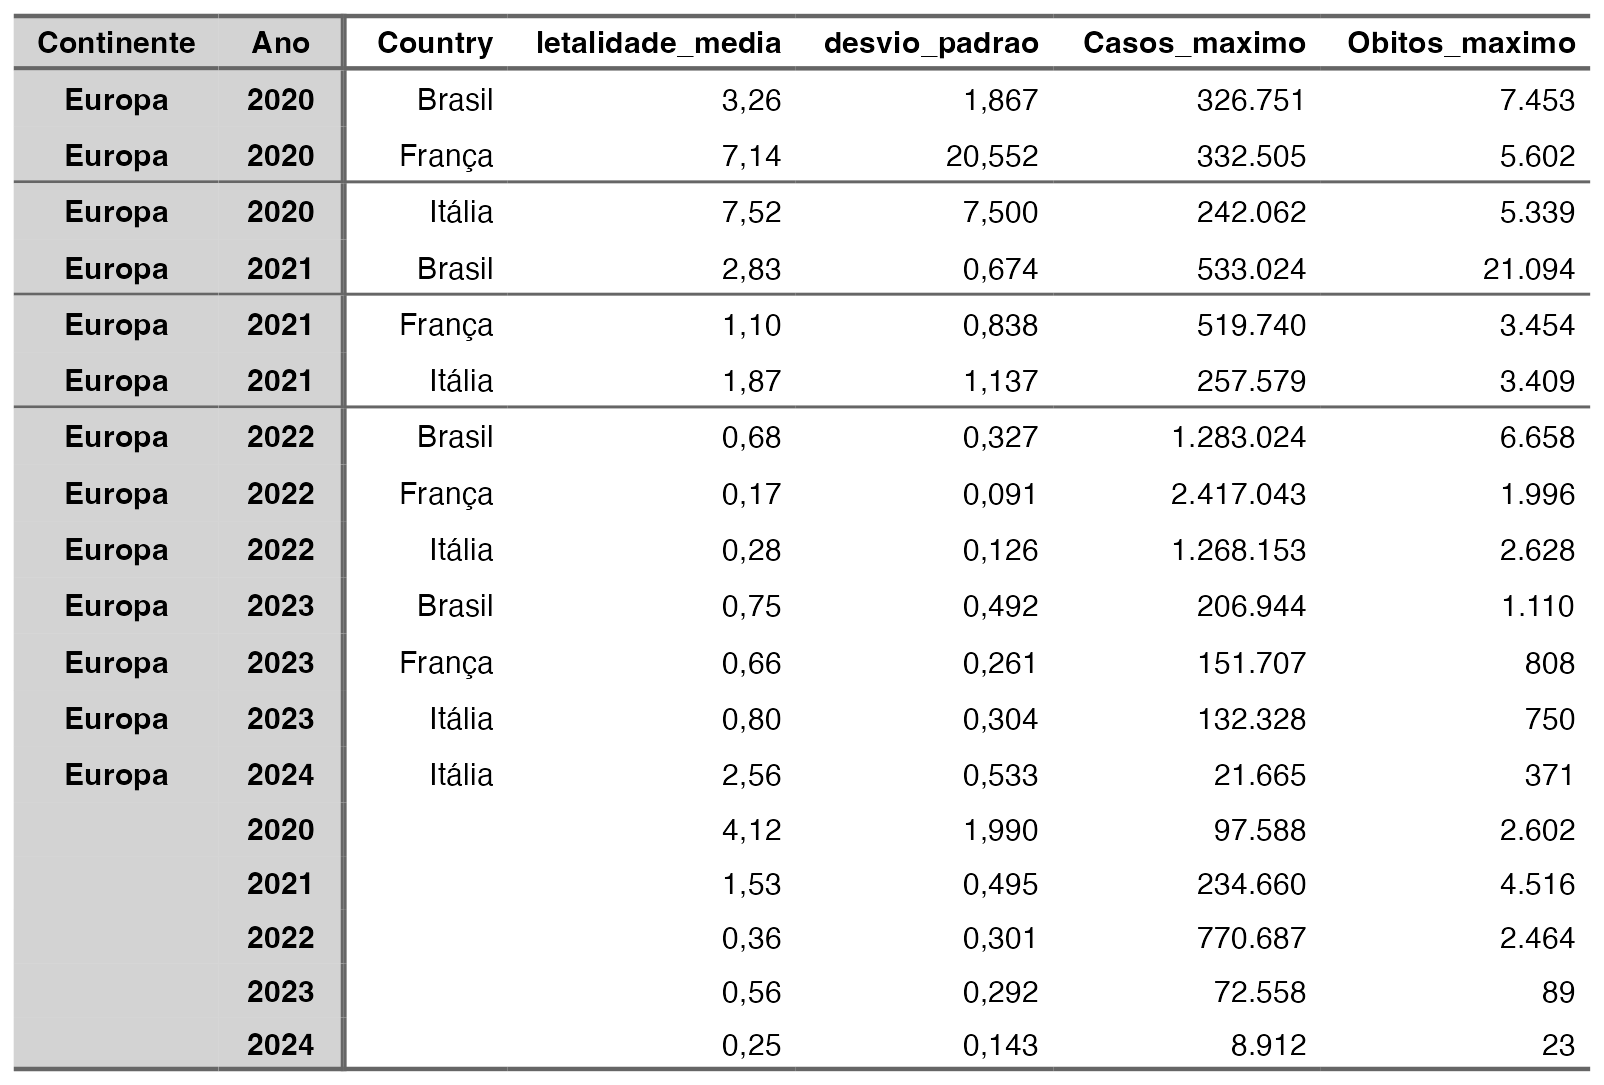 Continente Ano Country letalidade_media desvio_padrao Casos_maximo Obitos_maximo
Europa 2020 Brasil 3,26 1,867 326.751 7.453
Europa 2020 França 7,14 20,552 332.505 5.602
Europa 2020 Itália 7,52 7,500 242.062 5.339
Europa 2021 Brasil 2,83 0,674 533.024 21.094
Europa 2021 França 1,10 0,838 519.740 3.454
Europa 2021 Itália 1,87 1,137 257.579 3.409
Europa 2022 Brasil 0,68 0,327 1.283.024 6.658
Europa 2022 França 0,17 0,091 2.417.043 1.996
Europa 2022 Itália 0,28 0,126 1.268.153 2.628
Europa 2023 Brasil 0,75 0,492 206.944 1.110
Europa 2023 França 0,66 0,261 151.707 808
Europa 2023 Itália 0,80 0,304 132.328 750
Europa 2024 Itália 2,56 0,533 21.665 371
2020 4,12 1,990 97.588 2.602
2021 1,53 0,495 234.660 4.516
2022 0,36 0,301 770.687 2.464
2023 0,56 0,292 72.558 89
2024 0,25 0,143 8.912 23